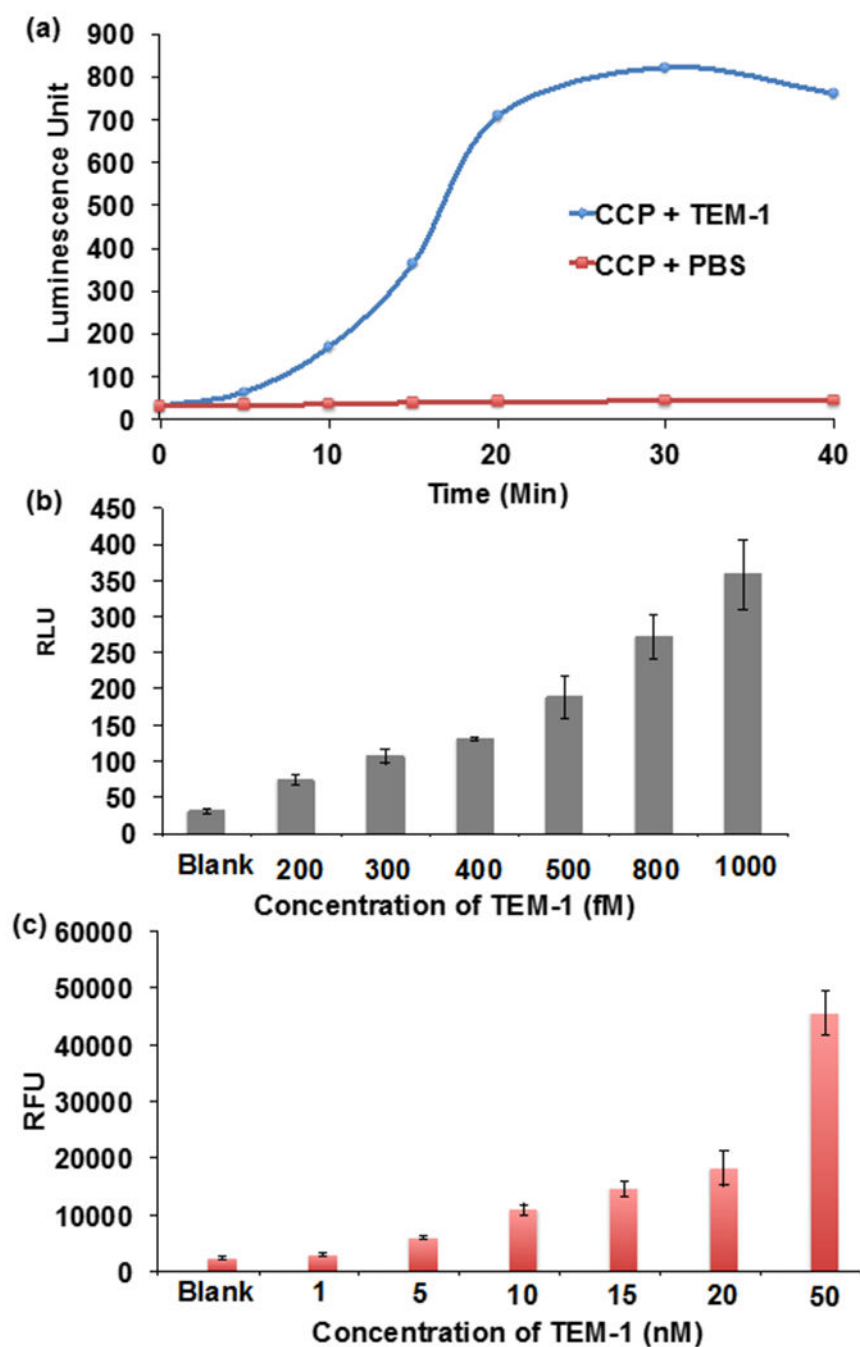 (a)
900
800
700
600
500
400
300
200
100
0
Luminescence Unit
CCP + TEM-1
CCP + PBS
0 10 20 30 40
Time (Min)
(b)
450
400
350
300
250
200
150
100
50
0
RLU
Blank 200 300 400 500 800 1000
Concentration of TEM-1 (fM)
(c)
60000
50000
40000
30000
20000
10000
0
RFU
Blank 1 5 10 15 20 50
Concentration of TEM-1 (nM)